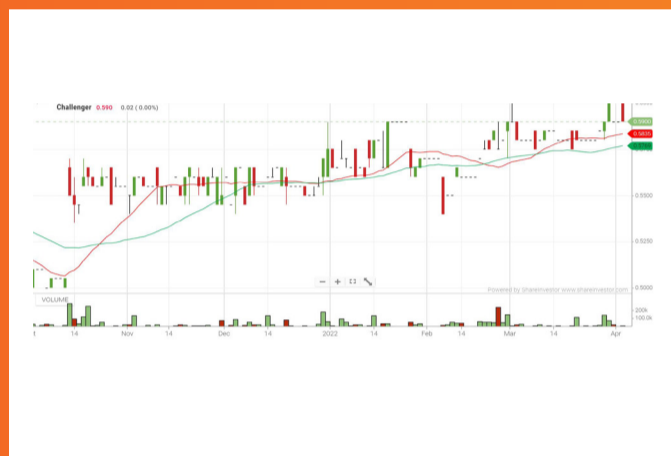 Challenger 0.590 0.02 ( 0.00%)
0.5900
0.5835
0.5500
0.5250
0.5000
Powered by ShareInvestor www.shareinvestor.com
VOLUME
200k
100.0k
t 14 Nov 14 Dec 14 2022 14 Feb 14 Mar 14 Apr